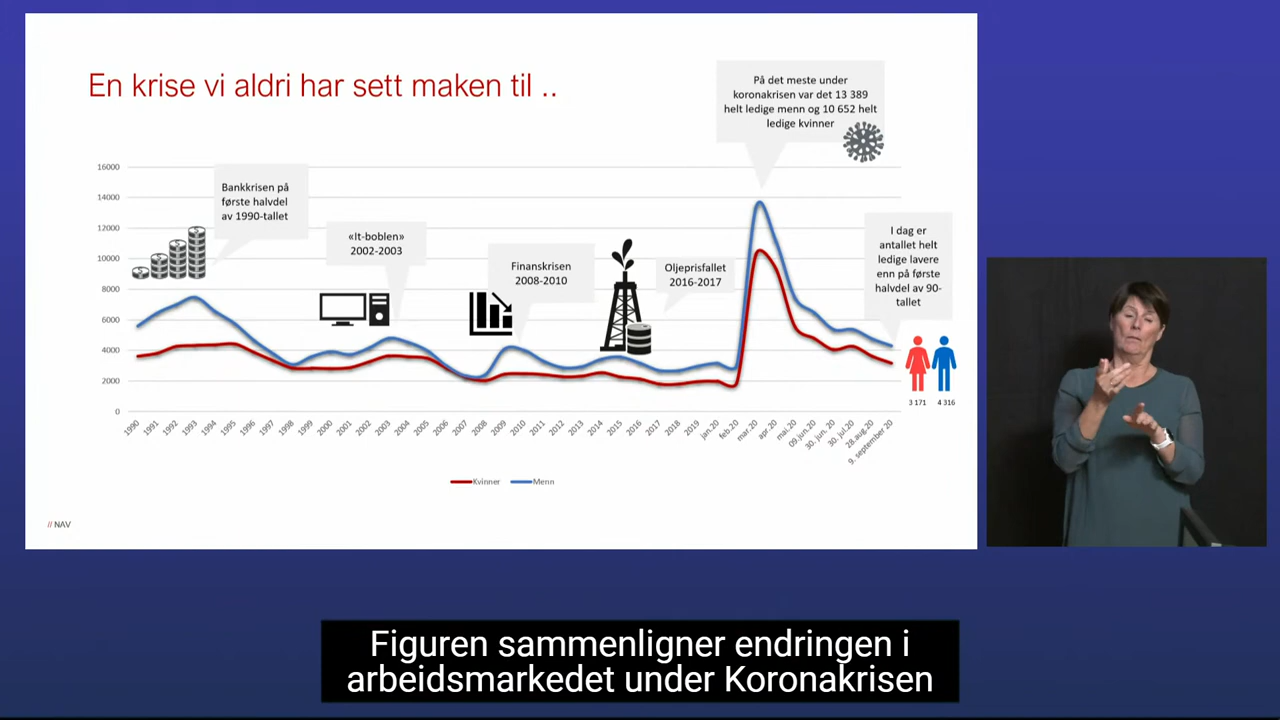 En krise vi aldri har sett maken til ..
På det meste under
koronakrisen var det 13 389
helt ledige menn og 10 652 helt
ledige kvinner
Bankkrisen på
første halvdel
av 1990-tallet
«It-boblen»
2002-2003
Finanskrisen
2008-2010
Oljeprisfallet
2016-2017
I dag er
antallet helt
ledige lavere
enn på første
halvdel av 90-
tallet
16000
14000
12000
10000
8000
6000
4000
2000
0
3 171 4 316
1990 1991 1992 1993 1994 1995 1996 1997 1998 1999 2000 2001 2002 2003 2004 2005 2006 2007 2008 2009 2010 2011 2012 2013 2014 2015 2016 2017 2018 2019 jan.20 feb.20 mar.20 apr.20 mai.20 09.jun.20 30. jun. 20 30. jul.20 28.aug.20 9. september 20
Kvinner Menn
// NAV
Figuren sammenligner endringen i
arbeidsmarkedet under Koronakrisen